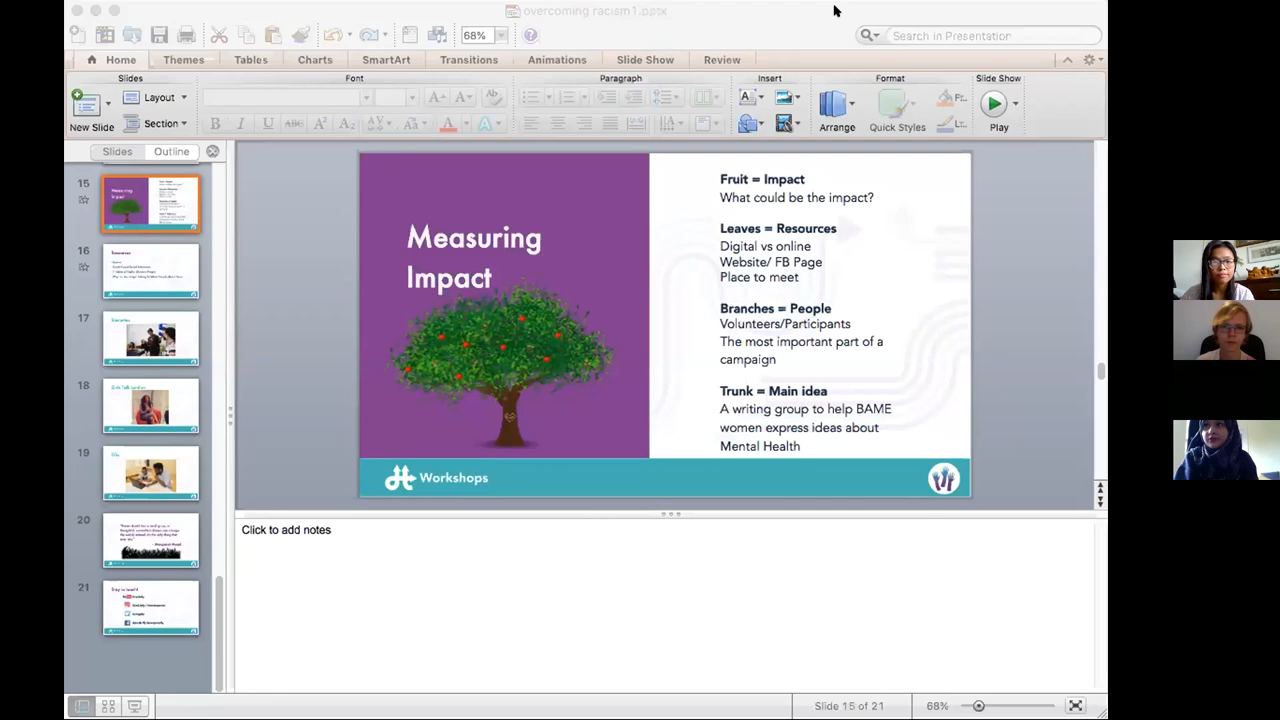 overcoming racism1.pptx
68%
Search in Presentation
Home
Themes
Tables
Charts
SmartArt
Transitions
Animations
Slide Show
Review
Slides
Font
Paragraph
Insert
Format
Slide Show
New Slide
Layout
Section
Arrange
Quick Styles
Play
Slides
Outline
15
Measuring
Impact
16
Resources
17
18
19
20
21
Measuring
Impact
Fruit = Impact
What could be the impact?
Leaves = Resources
Digital vs online
Website/ FB Page
Place to meet
Branches = People
Volunteers/Participants
The most important part of a
campaign
Trunk = Main idea
A writing group to help BAME
women express ideas about
Mental Health
Workshops
Click to add notes
Slide 15 of 21
68%